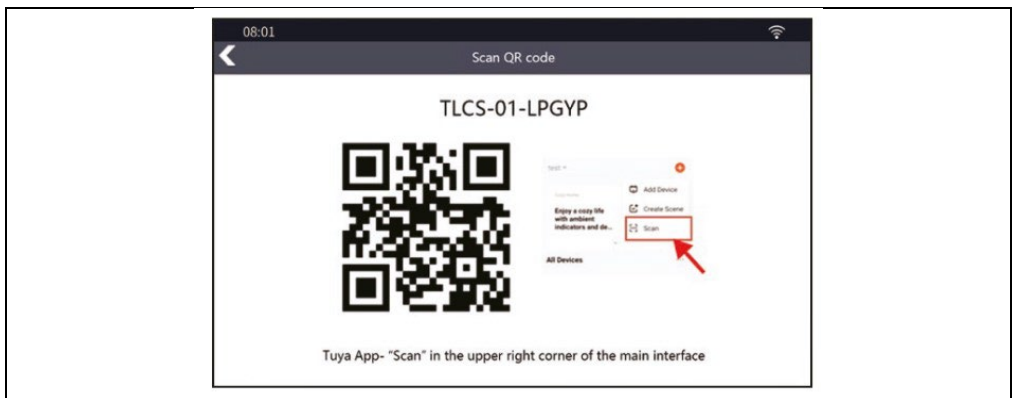 08:01
Scan QR code
TLCS-01-LPGYP
test
Add Device
Enjoy a cozy life
Create Scene
with ambient
indicators and de...
Scan
All Devices
Tuya App- “Scan” in the upper right corner of the main interface